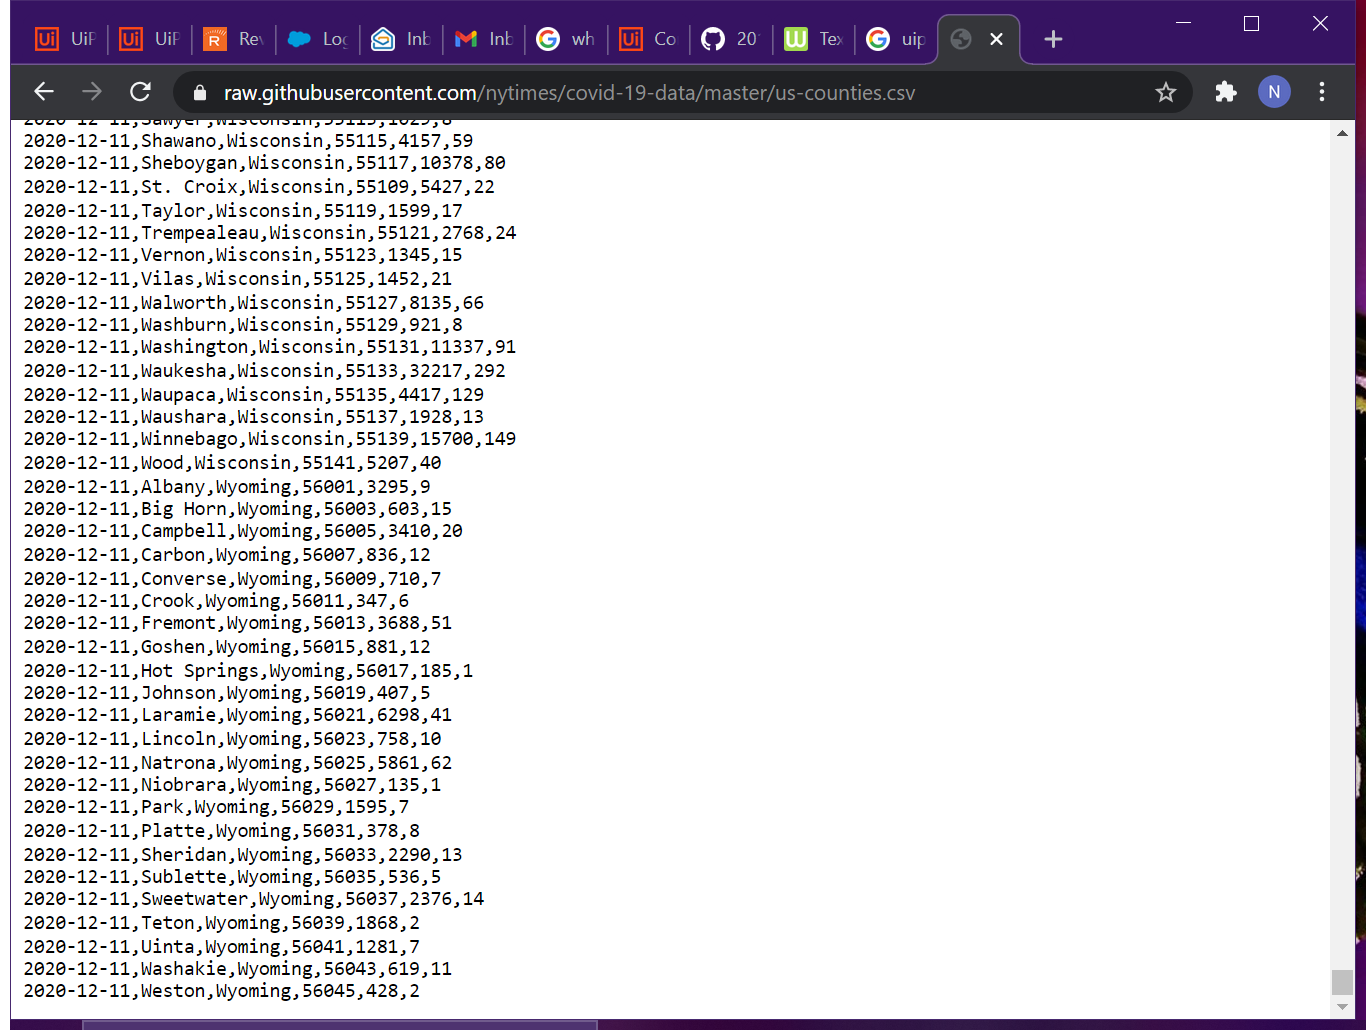 UiP UiP Rev Log Inb Inb wh Co 20 Tex uip
raw.githubusercontent.com/nytimes/covid-19-data/master/us-counties.csv N
2020-12-11,Sawyer,Wisconsin,55113,1029,8
2020-12-11,Shawano,Wisconsin,55115,4157,59
2020-12-11,Sheboygan,Wisconsin,55117,10378,80
2020-12-11,St. Croix,Wisconsin,55109,5427,22
2020-12-11,Taylor,Wisconsin,55119,1599,17
2020-12-11,Trempealeau,Wisconsin,55121,2768,24
2020-12-11,Vernon,Wisconsin,55123,1345,15
2020-12-11,Vilas,Wisconsin,55125,1452,21
2020-12-11,Walworth,Wisconsin,55127,8135,66
2020-12-11,Washburn,Wisconsin,55129,921,8
2020-12-11,Washington,Wisconsin,55131,11337,91
2020-12-11,Waukesha,Wisconsin,55133,32217,292
2020-12-11,Waupaca,Wisconsin,55135,4417,129
2020-12-11,Waushara,Wisconsin,55137,1928,13
2020-12-11,Winnebago,Wisconsin,55139,15700,149
2020-12-11,Wood,Wisconsin,55141,5207,40
2020-12-11,Albany,Wyoming,56001,3295,9
2020-12-11,Big Horn,Wyoming,56003,603,15
2020-12-11,Campbell,Wyoming,56005,3410,20
2020-12-11,Carbon,Wyoming,56007,836,12
2020-12-11,Converse,Wyoming,56009,710,7
2020-12-11,Crook,Wyoming,56011,347,6
2020-12-11,Fremont,Wyoming,56013,3688,51
2020-12-11,Goshen,Wyoming,56015,881,12
2020-12-11,Hot Springs,Wyoming,56017,185,1
2020-12-11,Johnson,Wyoming,56019,407,5
2020-12-11,Laramie,Wyoming,56021,6298,41
2020-12-11,Lincoln,Wyoming,56023,758,10
2020-12-11,Natrona,Wyoming,56025,5861,62
2020-12-11,Niobrara,Wyoming,56027,135,1
2020-12-11,Park,Wyoming,56029,1595,7
2020-12-11,Platte,Wyoming,56031,378,8
2020-12-11,Sheridan,Wyoming,56033,2290,13
2020-12-11,Sublette,Wyoming,56035,536,5
2020-12-11,Sweetwater,Wyoming,56037,2376,14
2020-12-11,Teton,Wyoming,56039,1868,2
2020-12-11,Uinta,Wyoming,56041,1281,7
2020-12-11,Washakie,Wyoming,56043,619,11
2020-12-11,Weston,Wyoming,56045,428,2